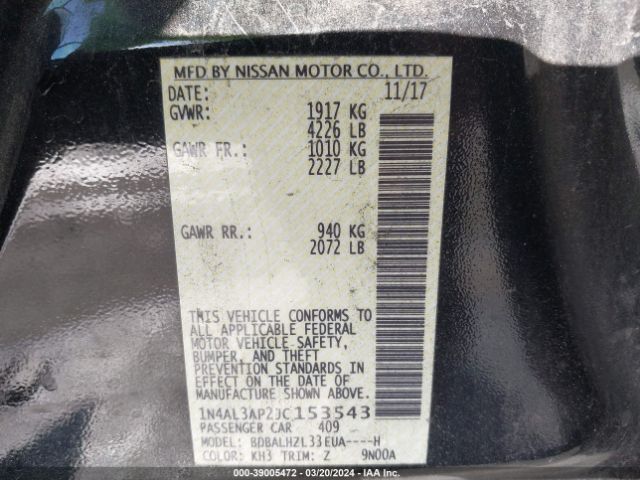 MFD BY NISSAN MOTOR CO., LTD.
DATE: 11/17
GVWR: 1917 KG
4226 LB
GAWR FR.: 1010 KG
2227 LB
GAWR RR.: 940 KG
2072 LB
THIS VEHICLE CONFORMS TO
ALL APPLICABLE FEDERAL
MOTOR VEHICLE SAFETY,
BUMPER, AND THEFT
PREVENTION STANDARDS IN
EFFECT ON THE DATE OF
MANUFACTURE SHOWN ABOVE.
1N4AL3AP2JC153543
PASSENGER CAR 409
MODEL: BDBALHZL33EUA----H
COLOR: KH3 TRIM: Z 9N00A
000-39005472 - 03/20/2024 - IAAI.COM